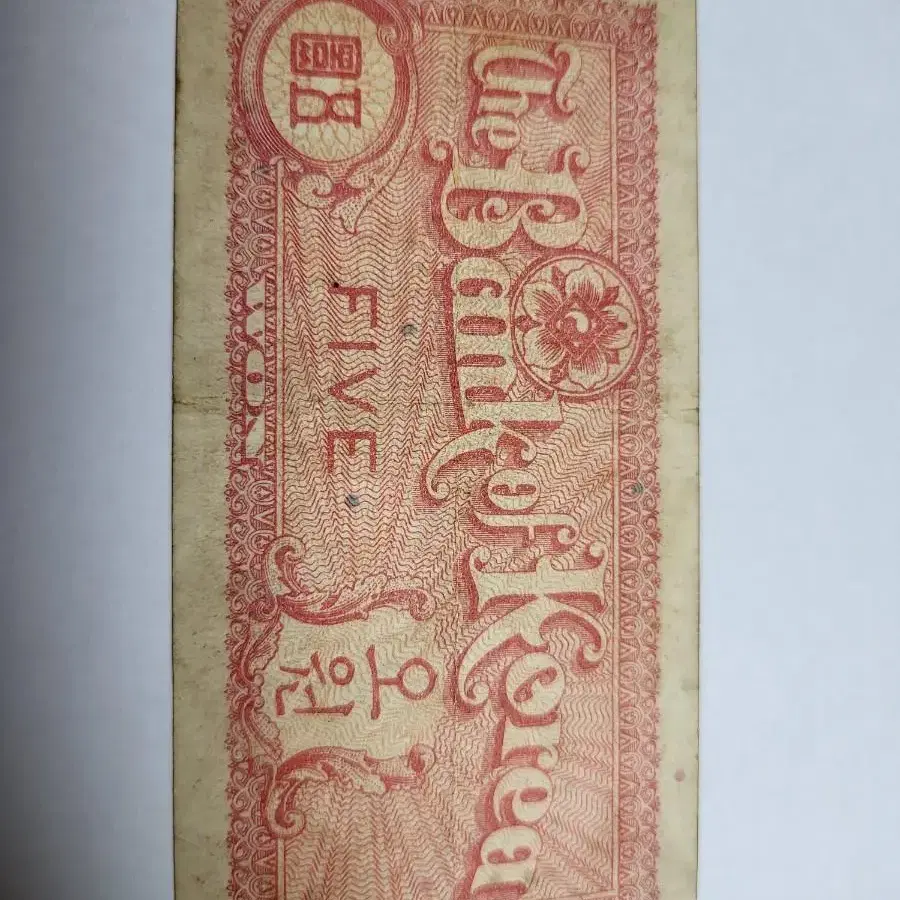 The Bank of Korea
FIVE
오원
WON